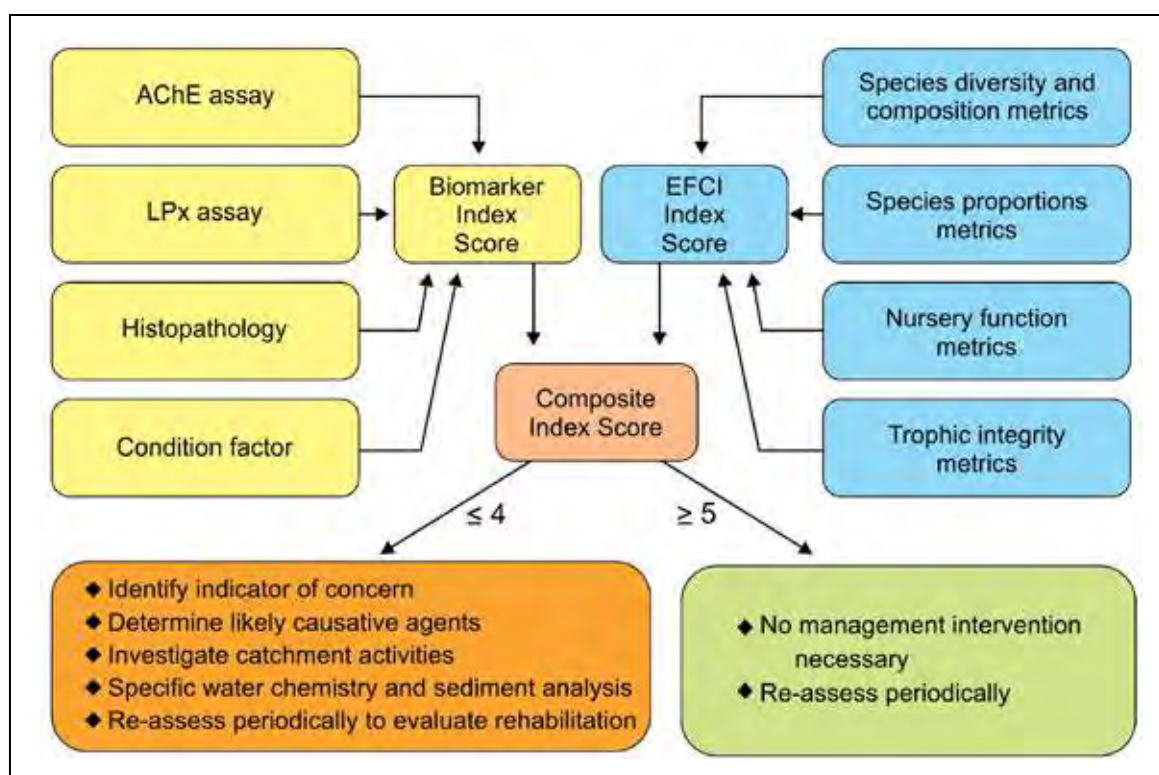 AChE assay
LPx assay
Histopathology
Condition factor
Biomarker
Index
Score
EFCI
Index
Score
Species diversity and
composition metrics
Species proportions
metrics
Nursery function
metrics
Trophic integrity
metrics
Composite
Index Score
≤ 4
≥ 5
◆ Identify indicator of concern
◆ Determine likely causative agents
◆ Investigate catchment activities
◆ Specific water chemistry and sediment analysis
◆ Re-assess periodically to evaluate rehabilitation
◆ No management intervention
necessary
◆ Re-assess periodically